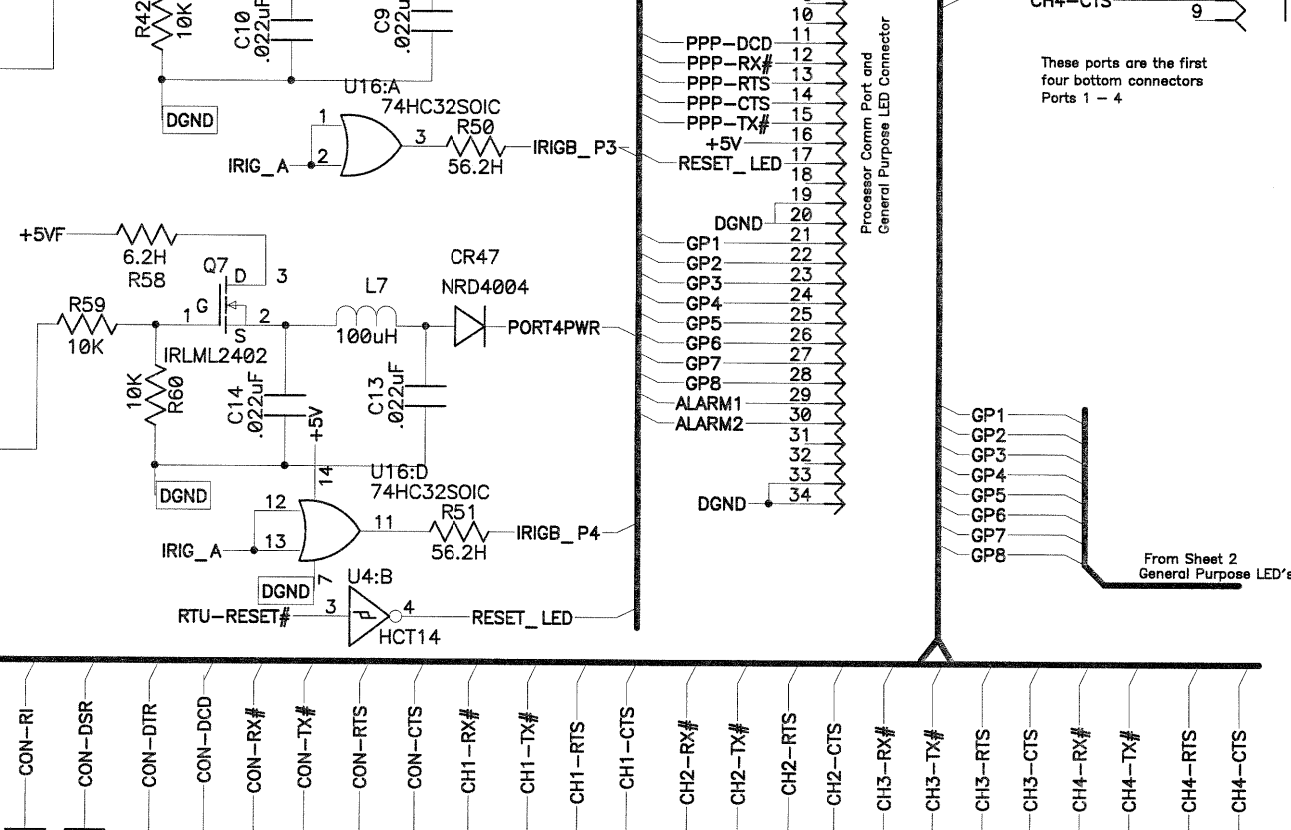 R42
10K
C10
.022uF
C9
.022uF
DGND
U16:A
74HC32SOIC
1
2
3
IRIG_A
R50
56.2H
IRIGB_P3
+5VF
6.2H
R58
Q7
D
3
G
1
2
S
IRLML2402
R59
10K
10K
R60
C14
.022uF
L7
100uH
C13
.022uF
CR47
NRD4004
PORT4PWR
+5V
14
DGND
U16:D
74HC32SOIC
12
13
11
IRIG_A
R51
56.2H
IRIGB_P4
DGND
7
U4:B
RTU-RESET#
3
4
HCT14
RESET_LED
10
PPP-DCD 11
PPP-RX# 12
PPP-RTS 13
PPP-CTS 14
PPP-TX# 15
+5V 16
RESET_LED 17
18
19
DGND 20
GP1 21
GP2 22
GP3 23
GP4 24
GP5 25
GP6 26
GP7 27
GP8 28
ALARM1 29
ALARM2 30
31
32
33
DGND 34
Processor Comm Port and
General Purpose LED Connector
CH4-CTS
9
These ports are the first
four bottom connectors
Ports 1 - 4
GP1
GP2
GP3
GP4
GP5
GP6
GP7
GP8
From Sheet 2
General Purpose LED's
CON-RI
CON-DSR
CON-DTR
CON-DCD
CON-RX#
CON-TX#
CON-RTS
CON-CTS
CH1-RX#
CH1-TX#
CH1-RTS
CH1-CTS
CH2-RX#
CH2-TX#
CH2-RTS
CH2-CTS
CH3-RX#
CH3-TX#
CH3-RTS
CH3-CTS
CH4-RX#
CH4-TX#
CH4-RTS
CH4-CTS